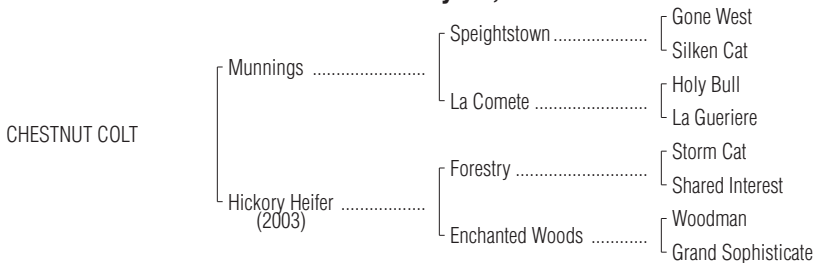 Gone West
Speightstown ....................
Silken Cat
Munnings ........................
Holy Bull
La Comete ........................
La Gueriere
CHESTNUT COLT
Storm Cat
Forestry ............................
Shared Interest
Hickory Heifer ..................
(2003)
Woodman
Enchanted Woods ............
Grand Sophisticate